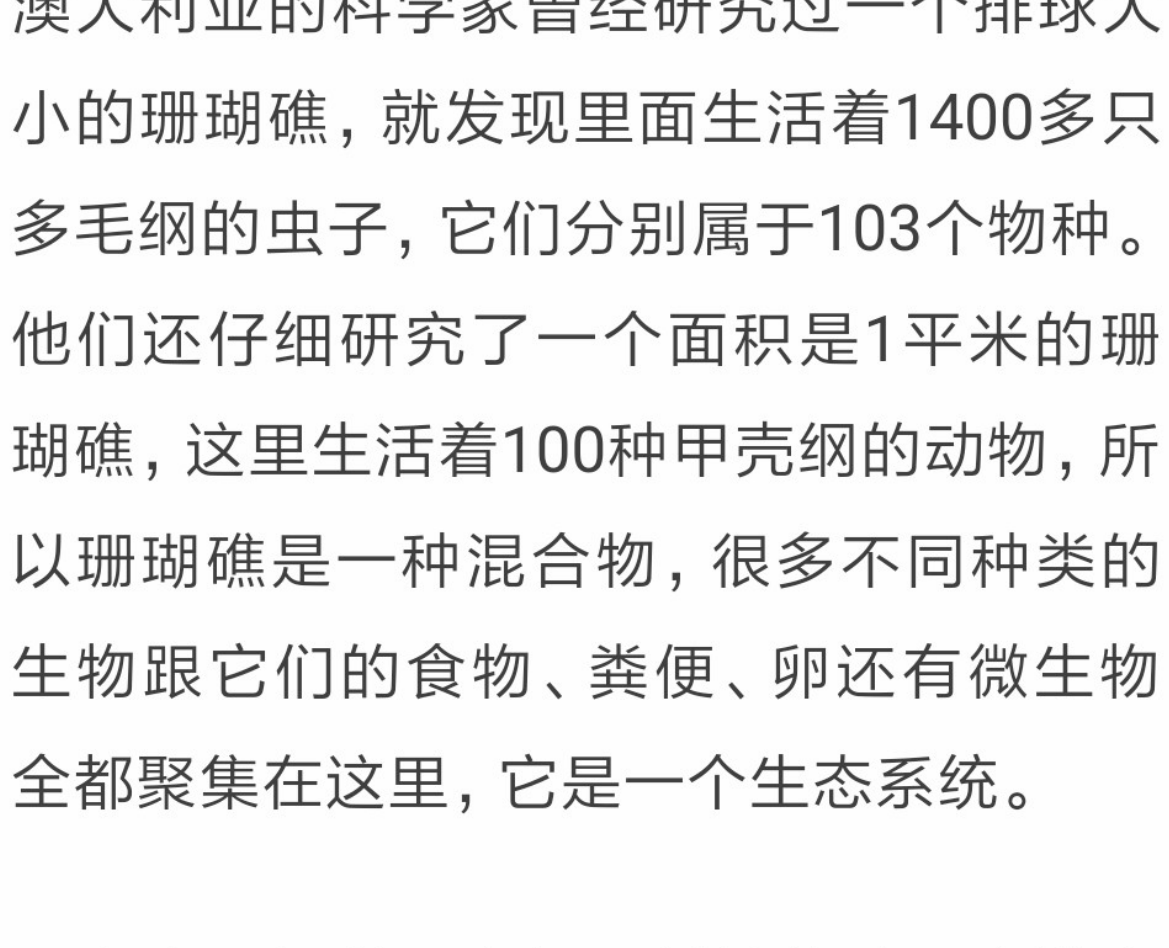 澳大利亚的科学家曾经研究过一个排球大
小的珊瑚礁，就发现里面生活着1400多只
多毛纲的虫子，它们分别属于103个物种。
他们还仔细研究了一个面积是1平米的珊
瑚礁，这里生活着100种甲壳纲的动物，所
以珊瑚礁是一种混合物，很多不同种类的
生物跟它们的食物、粪便、卵还有微生物
全都聚集在这里，它是一个生态系统。